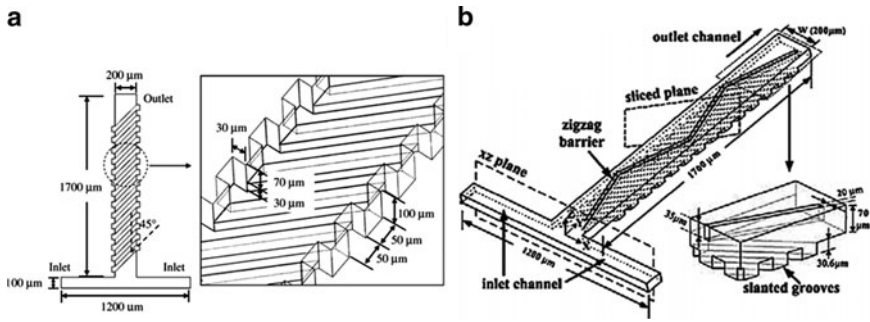 a
200 μm
Outlet
1700 μm
45°
Inlet
Inlet
100 μm
1200 μm
30 μm
70 μm
30 μm
100 μm
50 μm
50 μm
b
outlet channel
W (200μm)
sliced plane
zigzag
barrier
xz plane
1700 μm
1200 μm
inlet channel
20 μm
35μm
70
μm
30.6μm
slanted grooves